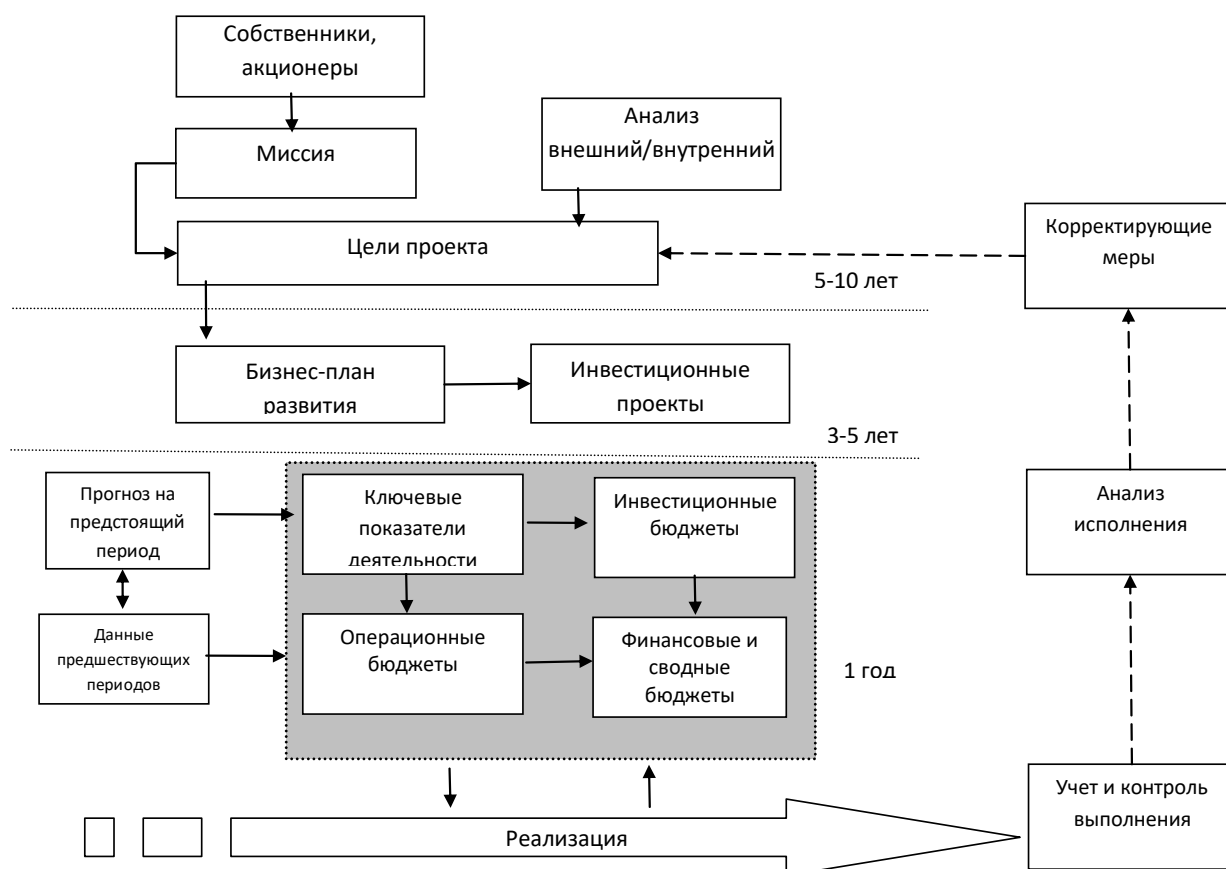 Собственники,
акционеры
Анализ
внешний/внутренний
Миссия
Цели проекта
Корректирующие
меры
5-10 лет
Бизнес-план
развития
Инвестиционные
проекты
3-5 лет
Прогноз на
предстоящий
период
Ключевые
показатели
деятельности
Инвестиционные
бюджеты
Анализ
исполнения
Данные
предшествующих
периодов
Операционные
бюджеты
Финансовые и
сводные
бюджеты
1 год
Учет и контроль
выполнения
Реализация